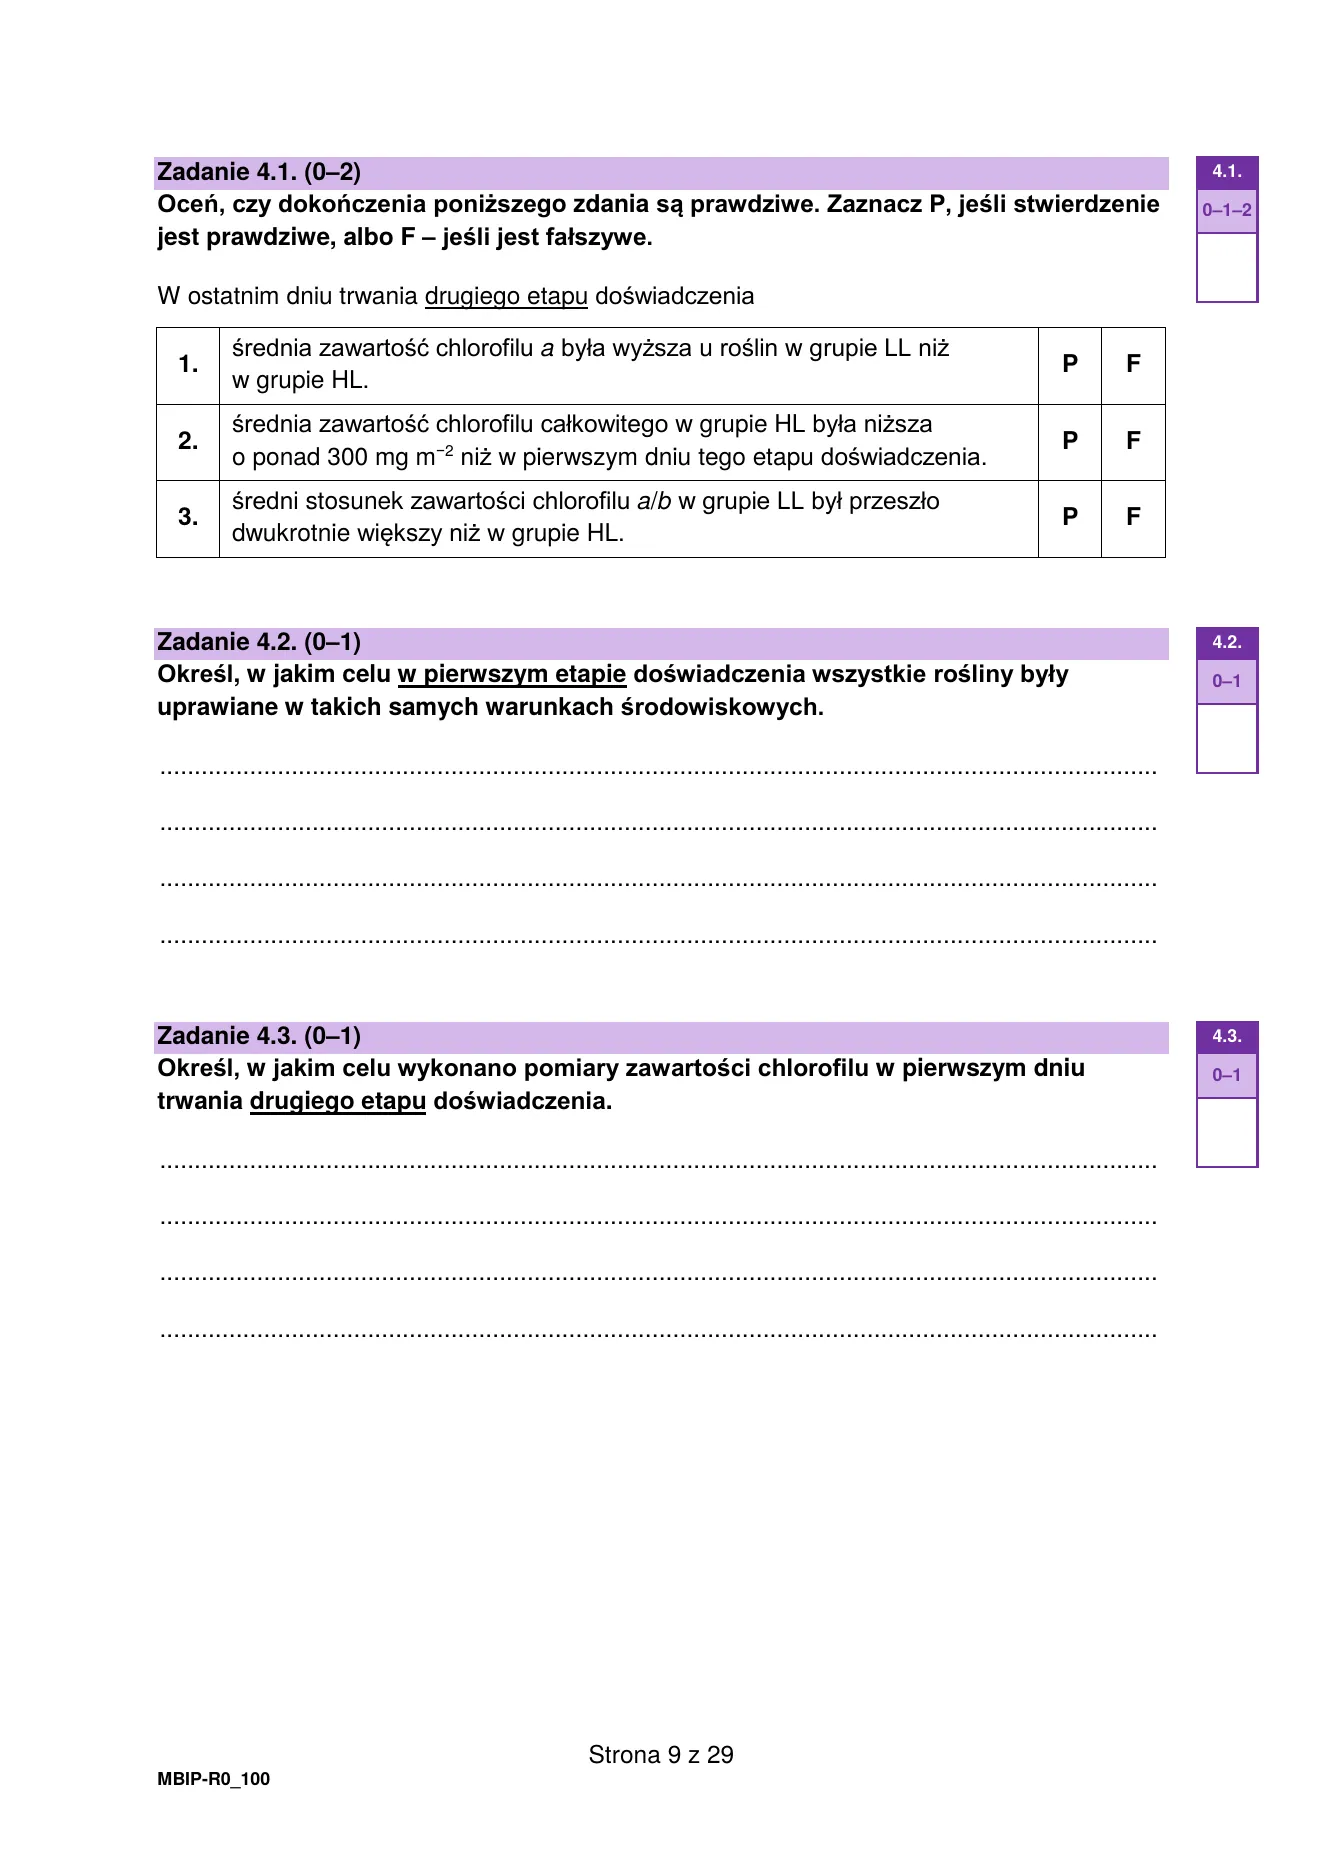 Zadanie 4.1. (0–2)
4.1.
Oceń, czy dokończenia poniższego zdania są prawdziwe. Zaznacz P, jeśli stwierdzenie
0–1–2
jest prawdziwe, albo F – jeśli jest fałszywe.
W ostatnim dniu trwania drugiego etapu doświadczenia
1. średnia zawartość chlorofilu a była wyższa u roślin w grupie LL niż P F
w grupie HL.
2. średnia zawartość chlorofilu całkowitego w grupie HL była niższa P F
o ponad 300 mg m⁻² niż w pierwszym dniu tego etapu doświadczenia.
3. średni stosunek zawartości chlorofilu a/b w grupie LL był przeszło P F
dwukrotnie większy niż w grupie HL.
Zadanie 4.2. (0–1)
4.2.
Określ, w jakim celu w pierwszym etapie doświadczenia wszystkie rośliny były
0–1
uprawiane w takich samych warunkach środowiskowych.
Zadanie 4.3. (0–1)
4.3.
Określ, w jakim celu wykonano pomiary zawartości chlorofilu w pierwszym dniu
0–1
trwania drugiego etapu doświadczenia.
Strona 9 z 29
MBIP-R0_100